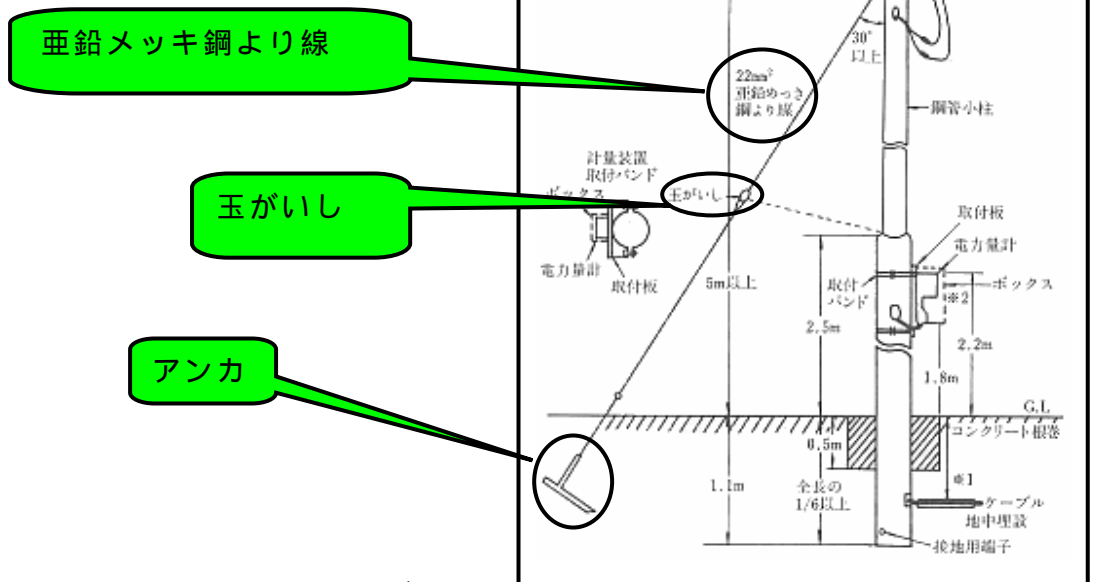 亜鉛メッキ鋼より線
30°
以上
22mm²
亜鉛めっき
鋼より線
鋼管小柱
計量装置
取付バンド
ボックス
玉がいし
玉がいし
取付板
電力量計
電力量計
取付板
5m以上
取付
バンド
ボックス
※2
2.5m
2.2m
アンカ
1.8m
G.L
コンクリート根巻
0.5m
1.1m
全長の
1/6以上
※1
ケーブル
地中埋設
接地用端子